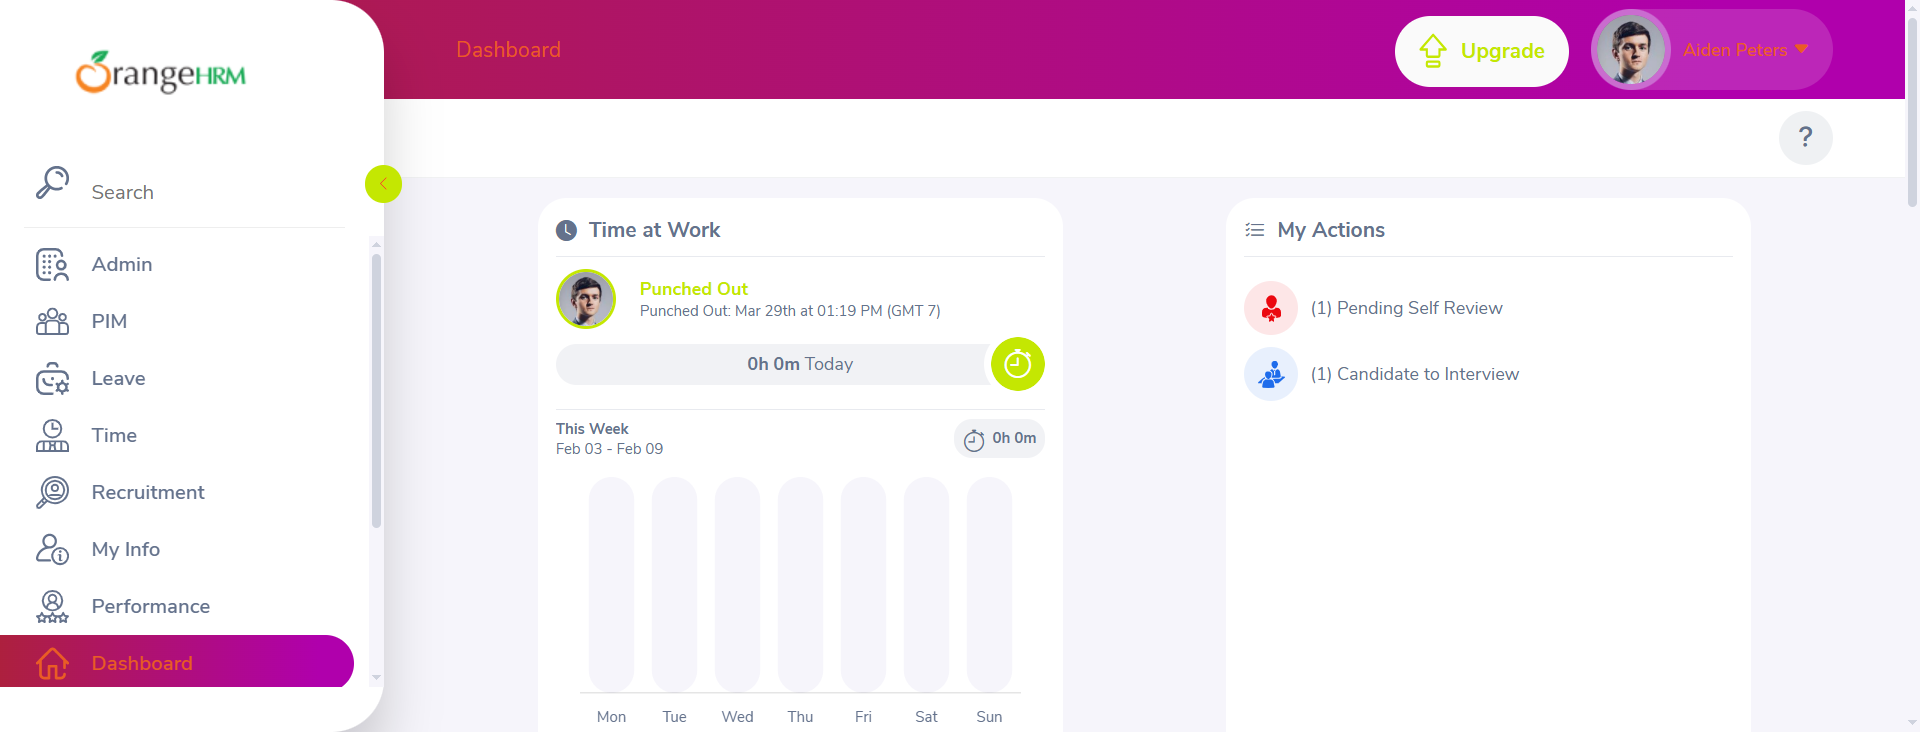 OrangeHRM
Dashboard
Upgrade
Aiden Peters
?
Search
Admin
PIM
Leave
Time
Recruitment
My Info
Performance
Dashboard
Time at Work
Punched Out
Punched Out: Mar 29th at 01:19 PM (GMT 7)
0h 0m Today
This Week
Feb 03 - Feb 09
0h 0m
Mon Tue Wed Thu Fri Sat Sun
My Actions
(1) Pending Self Review
(1) Candidate to Interview